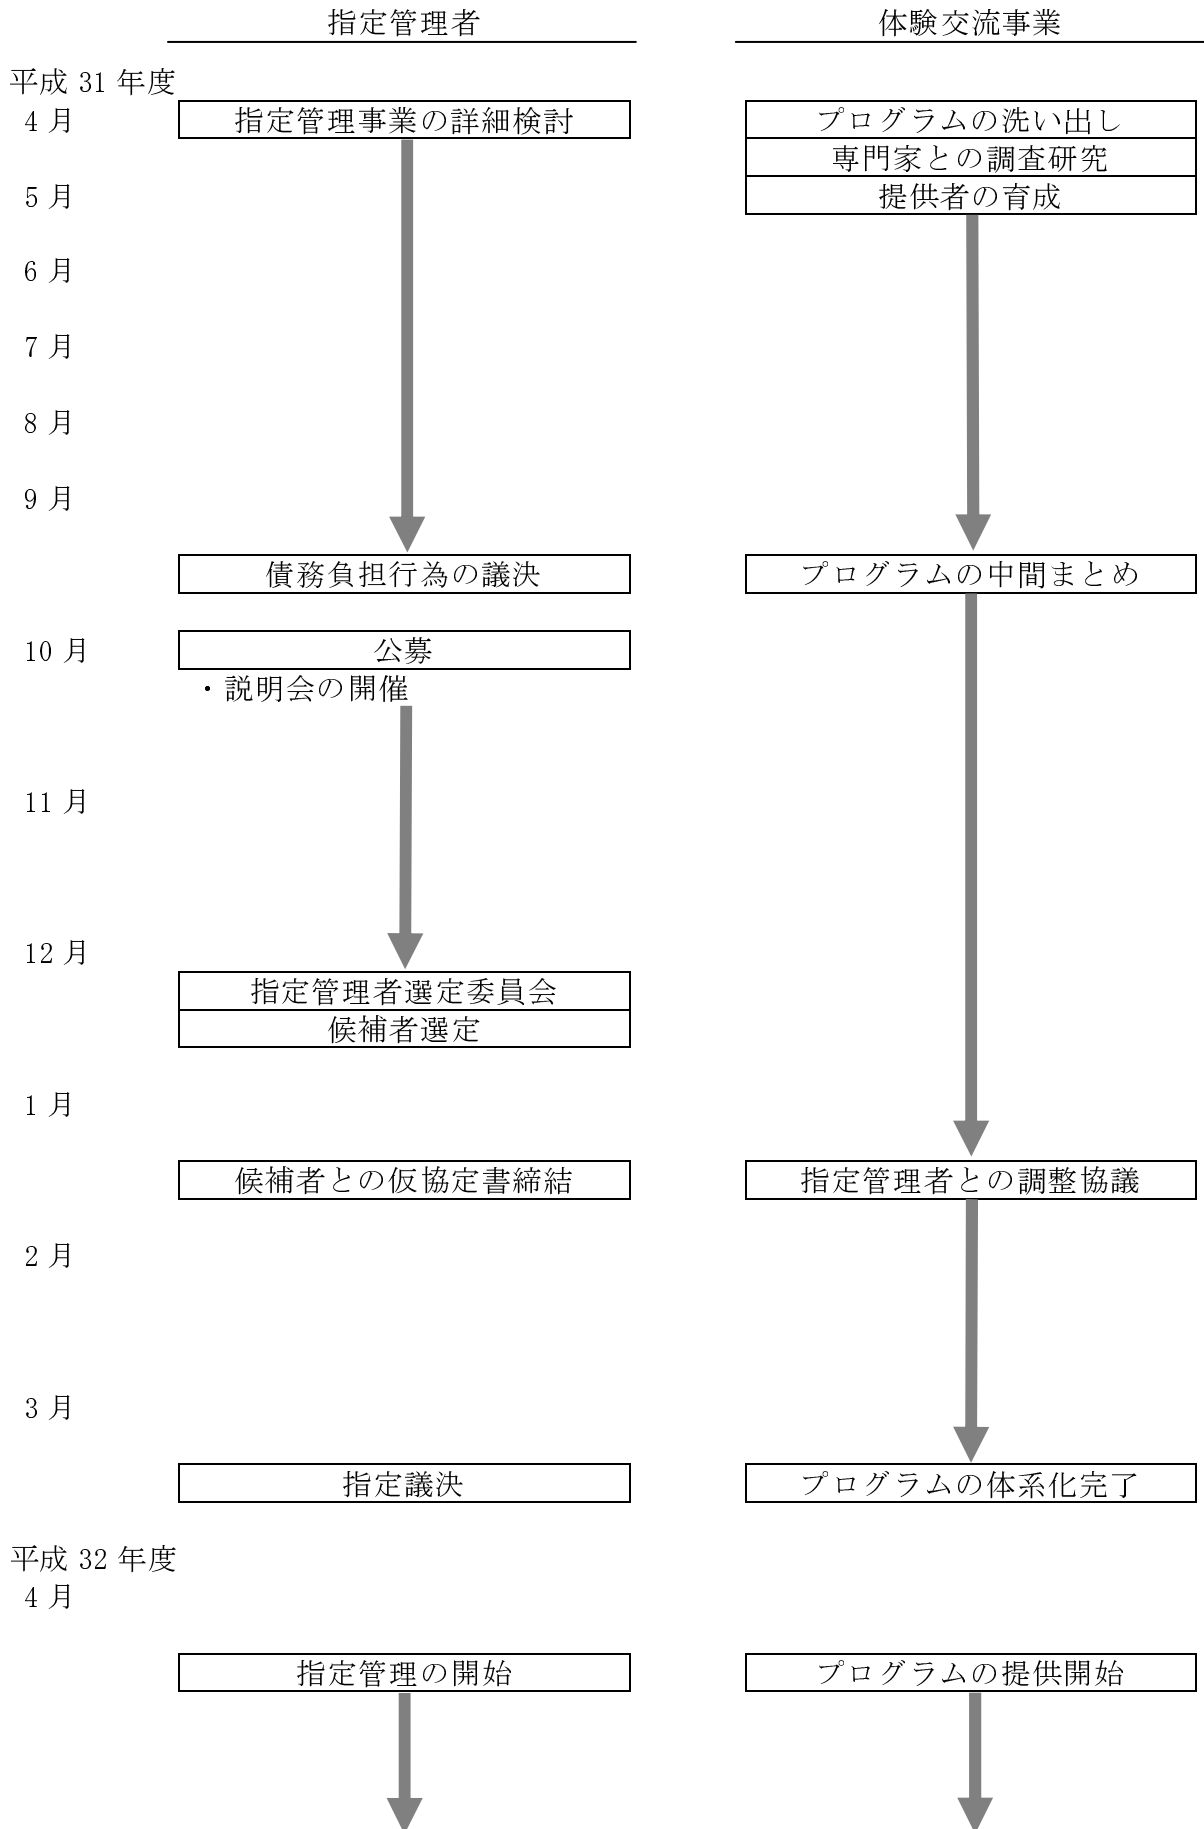 指定管理者 体験交流事業
平成 31 年度
4 月 指定管理事業の詳細検討 プログラムの洗い出し
専門家との調査研究
5 月 提供者の育成
6 月
7 月
8 月
9 月
債務負担行為の議決 プログラムの中間まとめ
10 月 公募
・説明会の開催
11 月
12 月
指定管理者選定委員会
候補者選定
1 月
候補者との仮協定書締結 指定管理者との調整協議
2 月
3 月
指定議決 プログラムの体系化完了
平成 32 年度
4 月
指定管理の開始 プログラムの提供開始